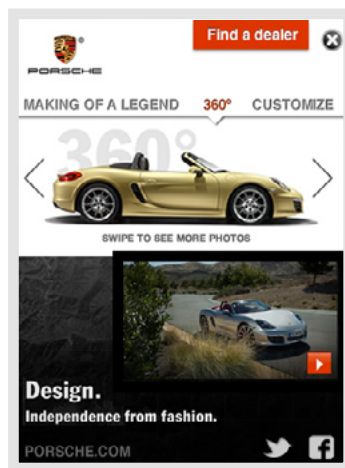 Find a dealer
PORSCHE
MAKING OF A LEGEND 360° CUSTOMIZE
360°
SWIPE TO SEE MORE PHOTOS
Design.
Independence from fashion.
PORSCHE.COM